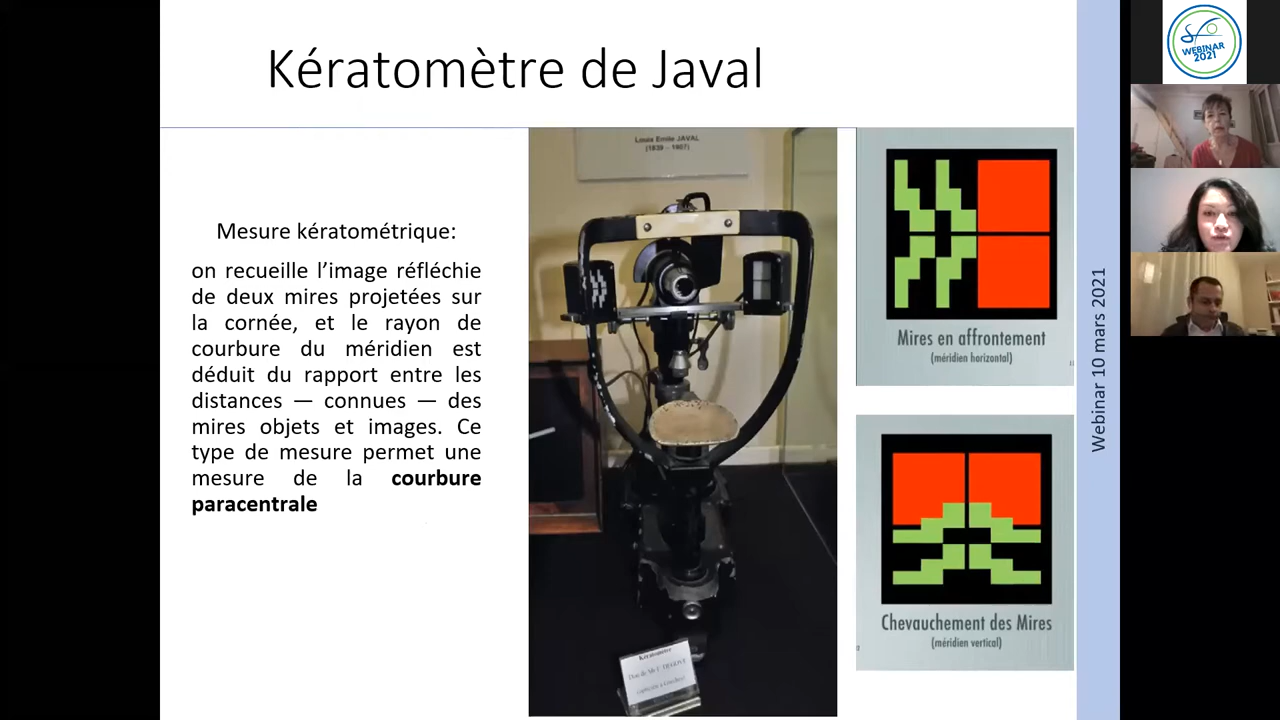 Kératomètre de Javal
Mesure kératométrique:
on recueille l’image réfléchie
de deux mires projetées sur
la cornée, et le rayon de
courbure du méridien est
déduit du rapport entre les
distances — connues — des
mires objets et images. Ce
type de mesure permet une
mesure de la courbure
paracentrale
Louis Emile JAVAL
(1839 - 1907)
Kératomètre
Mires en affrontement
(méridien horizontal)
Chevauchement des Mires
(méridien vertical)
Webinar 10 mars 2021
WEBINAR
2021